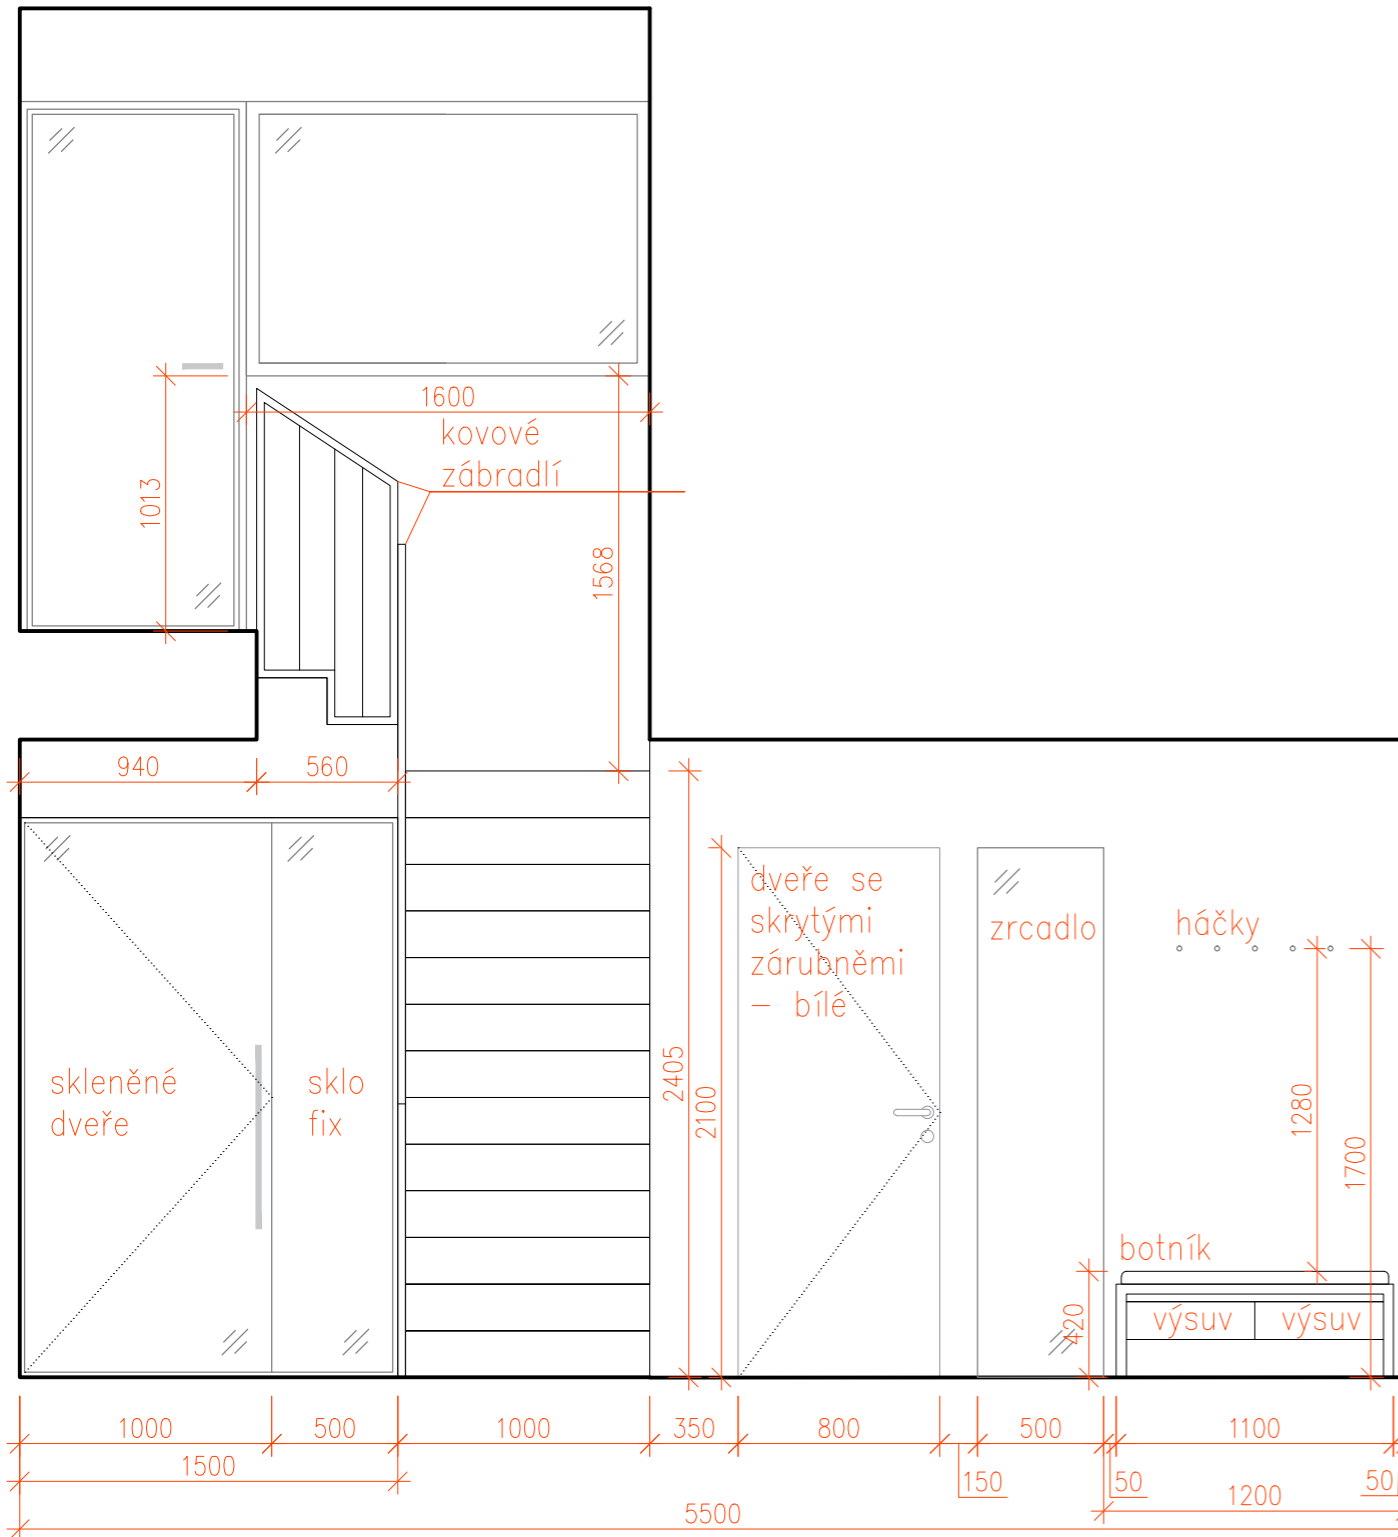 1600
kovové
zábradlí
1013
1568
940
560
dveře se
skrytými
zárubněmi
– bílé
zrcadlo
háčky
skleněné
dveře
sklo
fix
2405
2100
1280
1700
botník
420
výsuv
výsuv
1000
500
1000
350
800
500
1100
1500
150
50
50
1200
5500